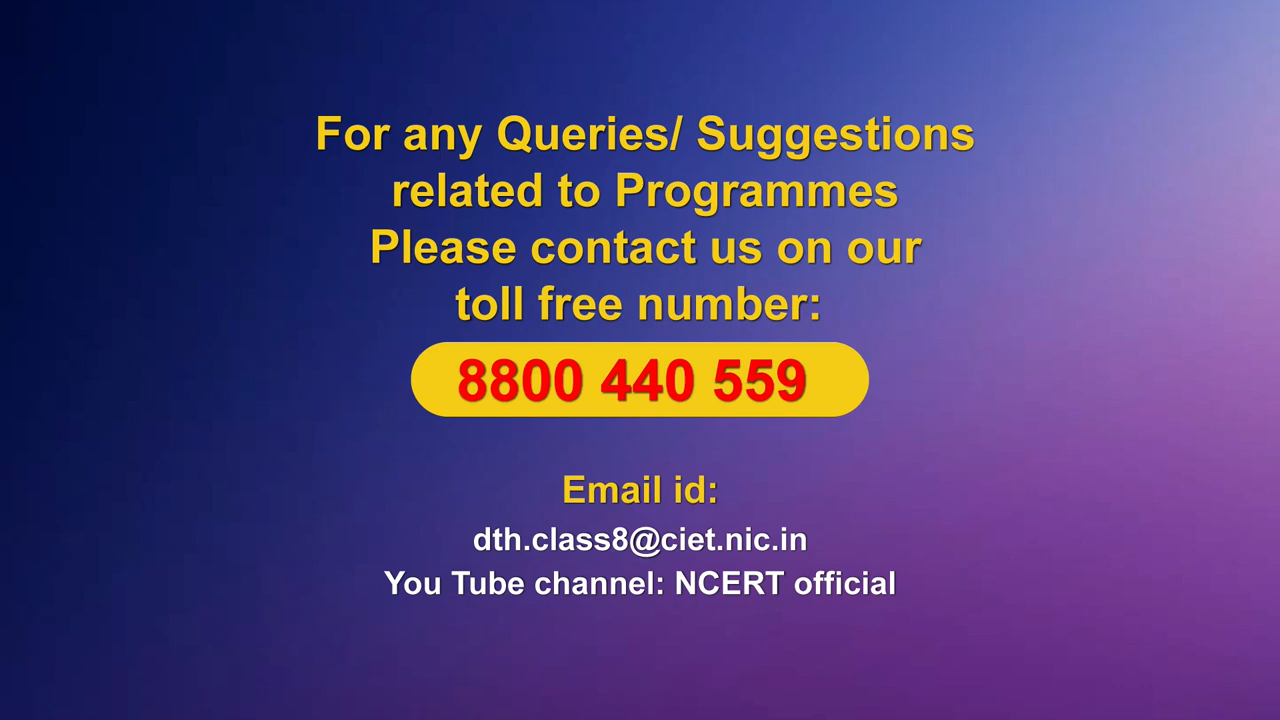 For any Queries/ Suggestions
related to Programmes
Please contact us on our
toll free number:
8800 440 559
Email id:
dth.class8@ciet.nic.in
You Tube channel: NCERT official